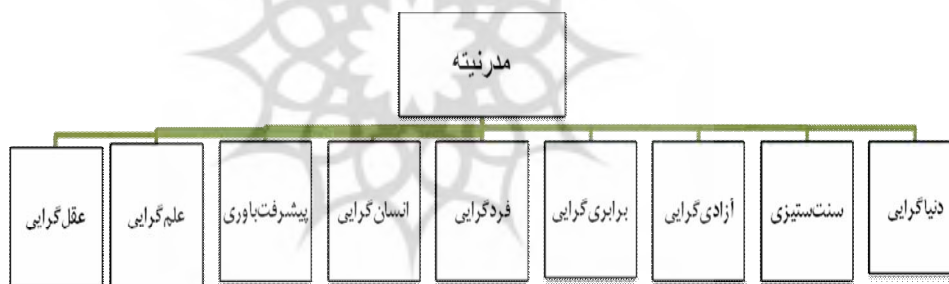 مدرنیته
دنیاگرایی
سنت‌ستیزی
آزادی‌گرایی
برابری‌گرایی
فردگرایی
انسان‌گرایی
پیشرفت‌باوری
علم‌گرایی
عقل‌گرایی